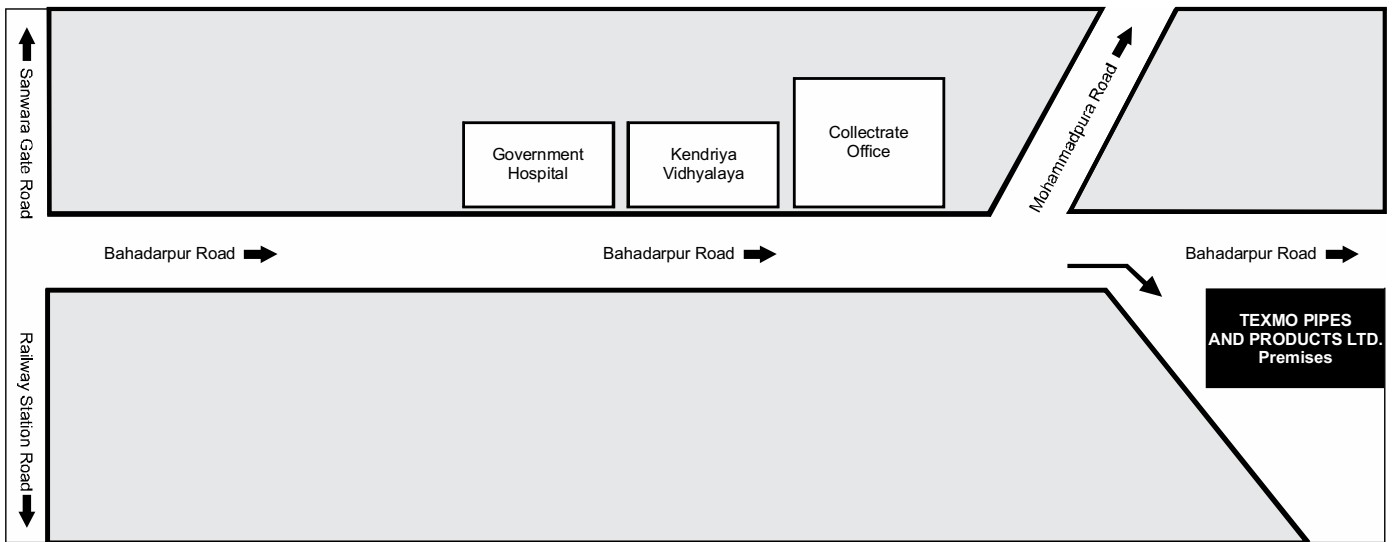 Sanwara Gate Road
Government
Hospital
Kendriya
Vidhyalaya
Collectrate
Office
Mohammadpura Road
Bahadarpur Road
Bahadarpur Road
Bahadarpur Road
Railway Station Road
TEXMO PIPES
AND PRODUCTS LTD.
Premises